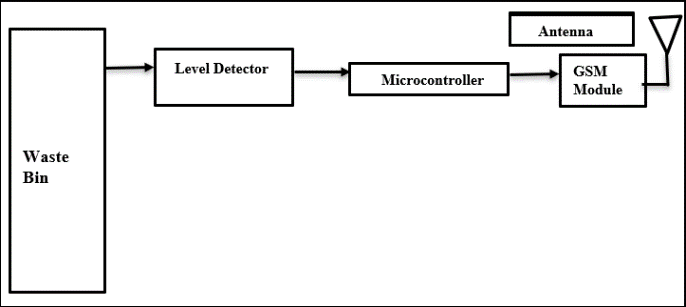 Waste
Bin
Level Detector
Microcontroller
Antenna
GSM
Module